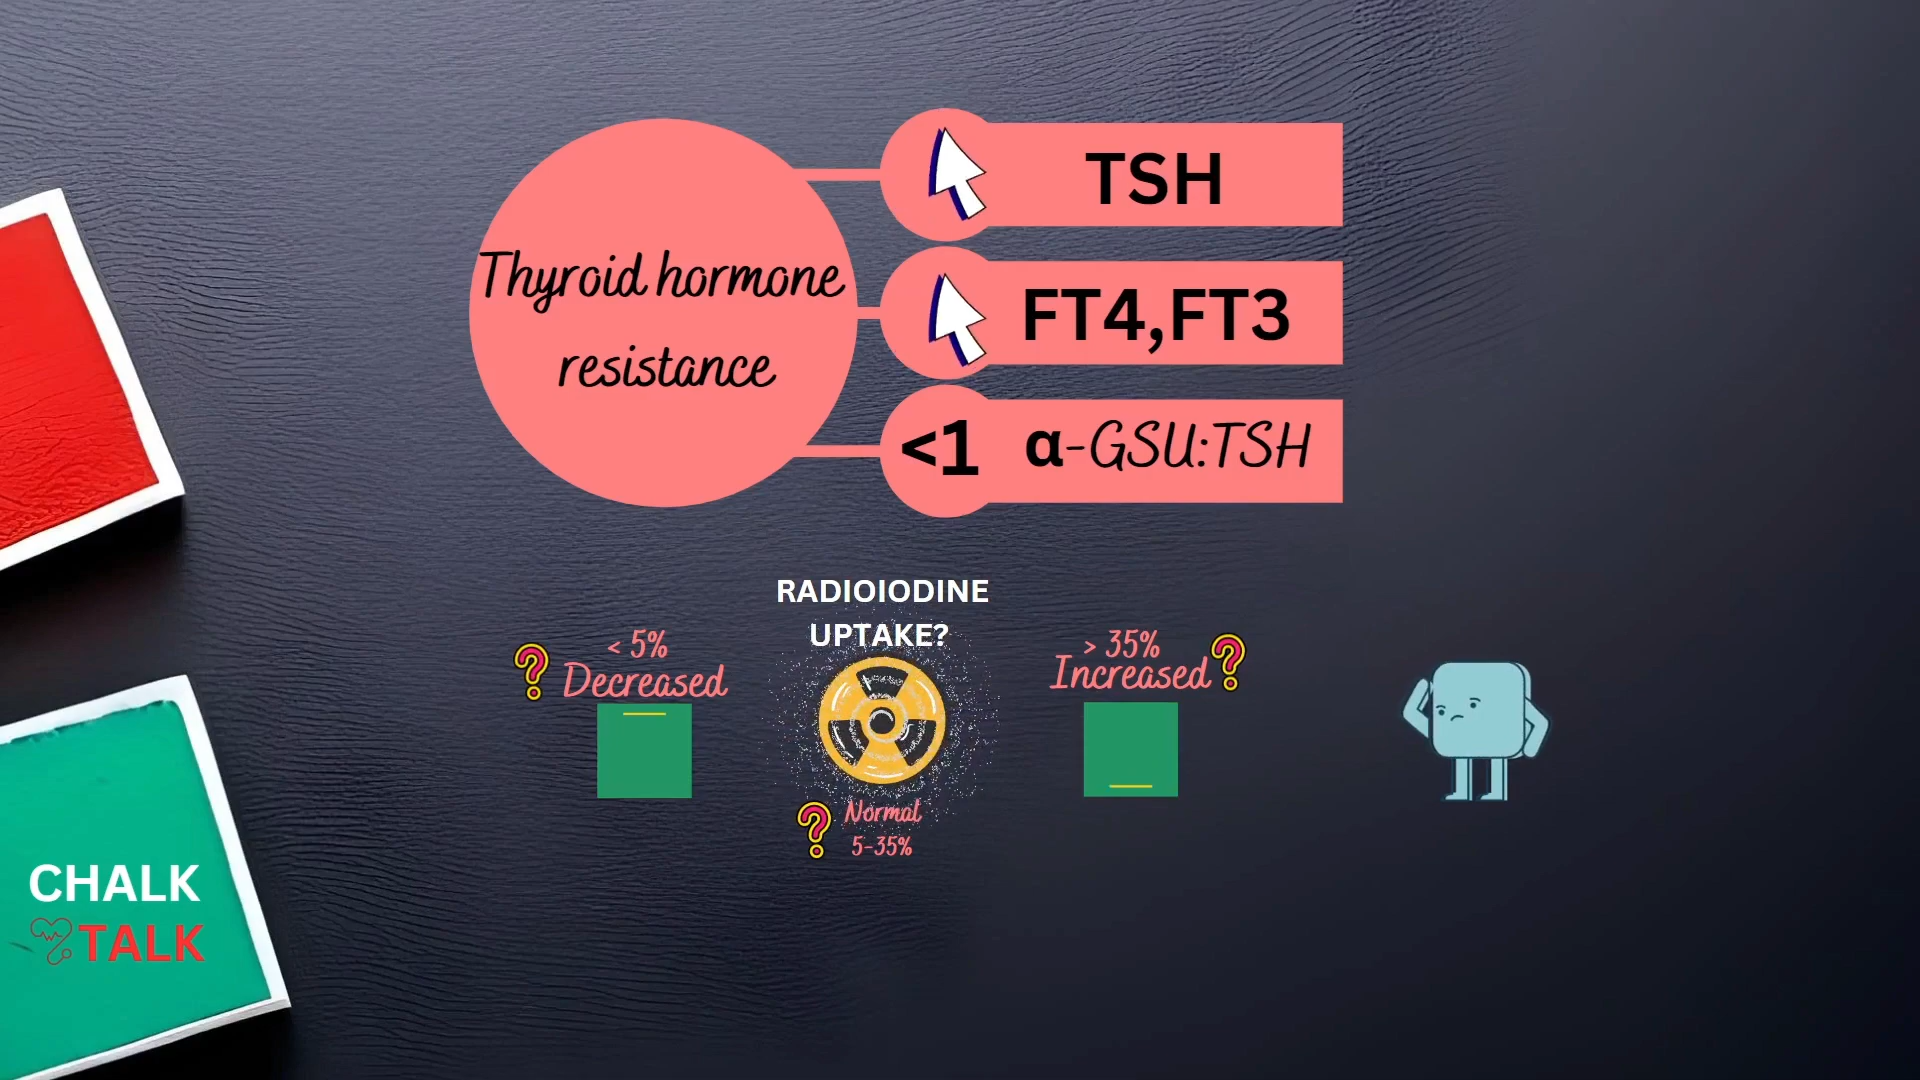 TSH
Thyroid hormone
resistance
FT4,FT3
<1 α-GSU:TSH
RADIOIODINE
UPTAKE?
< 5%
Decreased
?
> 35%
Increased
?
?
Normal
5-35%
CHALK
TALK